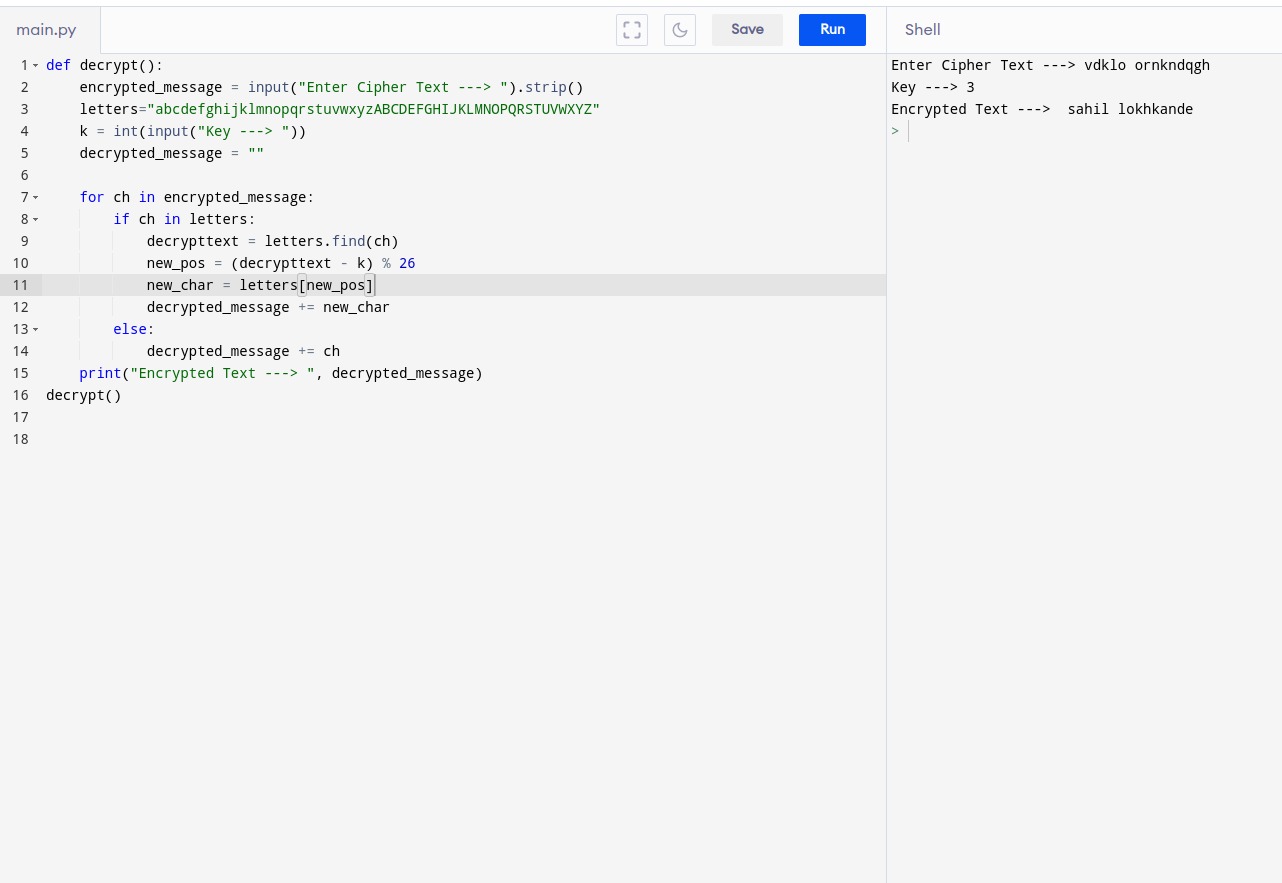 main.py
Save
Run
Shell
1 def decrypt():
2     encrypted_message = input("Enter Cipher Text ---> ").strip()
3     letters="abcdefghijklmnopqrstuvwxyzABCDEFGHIJKLMNOPQRSTUVWXYZ"
4     k = int(input("Key ---> "))
5     decrypted_message = ""
6
7     for ch in encrypted_message:
8         if ch in letters:
9             decrypttext = letters.find(ch)
10             new_pos = (decrypttext - k) % 26
11             new_char = letters[new_pos]
12             decrypted_message += new_char
13         else:
14             decrypted_message += ch
15     print("Encrypted Text ---> ", decrypted_message)
16 decrypt()
17
18
Enter Cipher Text ---> vdklo ornkndqgh
Key ---> 3
Encrypted Text --->  sahil lokhkande
>